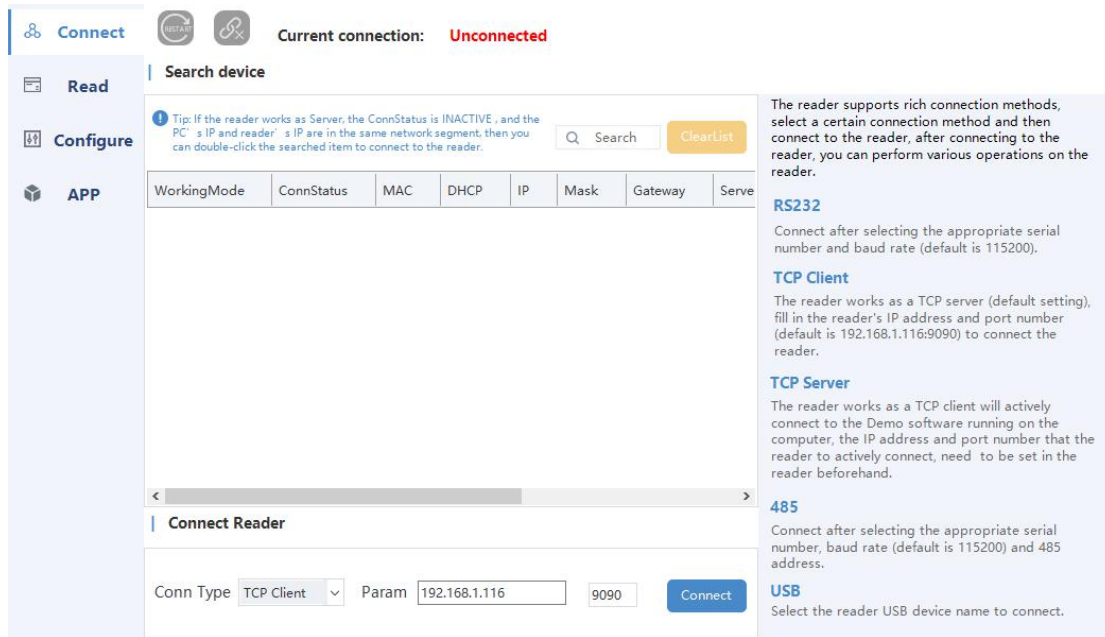 Connect
RESTART
Current connection: Unconnected
Read
Configure
APP
Search device
Tip: If the reader works as Server, the ConnStatus is INACTIVE , and the
PC’ s IP and reader’ s IP are in the same network segment, then you
can double-click the searched item to connect to the reader.
Search
ClearList
WorkingMode ConnStatus MAC DHCP IP Mask Gateway Serve
Connect Reader
Conn Type TCP Client Param 192.168.1.116 9090 Connect
The reader supports rich connection methods,
select a certain connection method and then
connect to the reader, after connecting to the
reader, you can perform various operations on the
reader.
RS232
Connect after selecting the appropriate serial
number and baud rate (default is 115200).
TCP Client
The reader works as a TCP server (default setting),
fill in the reader's IP address and port number
(default is 192.168.1.116:9090) to connect the
reader.
TCP Server
The reader works as a TCP client will actively
connect to the Demo software running on the
computer, the IP address and port number that the
reader to actively connect, need to be set in the
reader beforehand.
485
Connect after selecting the appropriate serial
number, baud rate (default is 115200) and 485
address.
USB
Select the reader USB device name to connect.